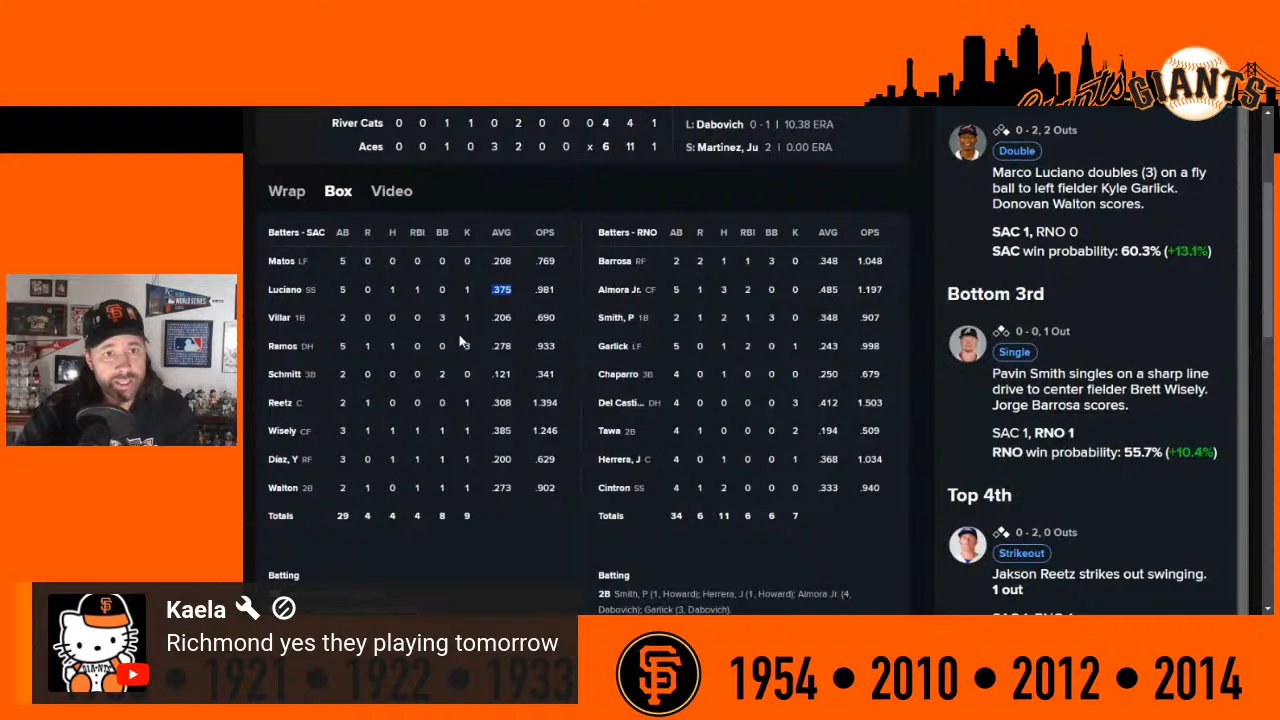 GIANTS
River Cats 0 0 1 1 0 2 0 0 0 4 4 1
Aces 0 0 1 0 3 2 0 0 x 6 11 1
L: Dabovich 0 - 1 | 10.38 ERA
S: Martinez, Ju 2 | 0.00 ERA
Wrap Box Video
Batters - SAC AB R H RBI BB K AVG OPS
Matos LF 5 0 0 0 0 0 .208 .769
Luciano SS 5 0 1 1 0 1 .375 .981
Villar 1B 2 0 0 0 3 1 .206 .690
Ramos DH 5 1 1 0 0 3 .278 .933
Schmitt 3B 2 0 0 0 2 0 .121 .341
Reetz C 2 1 0 0 0 1 .308 1.394
Wisely CF 3 1 1 1 1 1 .385 1.246
Díaz, Y RF 3 0 1 1 1 1 .200 .629
Walton 2B 2 1 0 1 1 1 .273 .902
Totals 29 4 4 4 8 9
Batting
Batters - RNO AB R H RBI BB K AVG OPS
Barrosa RF 2 2 1 1 3 0 .348 1.048
Almora Jr. CF 5 1 3 2 0 0 .485 1.197
Smith, P 1B 2 1 2 1 3 0 .348 .907
Garlick LF 5 0 1 2 0 1 .243 .998
Chaparro 3B 4 0 1 0 0 0 .250 .679
Del Casti... DH 4 0 0 0 0 3 .412 1.503
Tawa 2B 4 1 0 0 0 2 .194 .509
Herrera, J C 4 0 1 0 0 1 .368 1.034
Cintron SS 4 1 2 0 0 0 .333 .940
Totals 34 6 11 6 6 7
Batting
2B Smith, P (1, Howard); Herrera, J (1, Howard); Almora Jr. (4,
Dabovich); Garlick (3, Dabovich).
0 - 2, 2 Outs
Double
Marco Luciano doubles (3) on a fly
ball to left fielder Kyle Garlick.
Donovan Walton scores.
SAC 1, RNO 0
SAC win probability: 60.3% (+13.1%)
Bottom 3rd
0 - 0, 1 Out
Single
Pavin Smith singles on a sharp line
drive to center fielder Brett Wisely.
Jorge Barrosa scores.
SAC 1, RNO 1
RNO win probability: 55.7% (+10.4%)
Top 4th
0 - 2, 0 Outs
Strikeout
Jakson Reetz strikes out swinging.
1 out
Kaela
Richmond yes they playing tomorrow
1921 • 1922 • 1933
SF
1954 • 2010 • 2012 • 2014